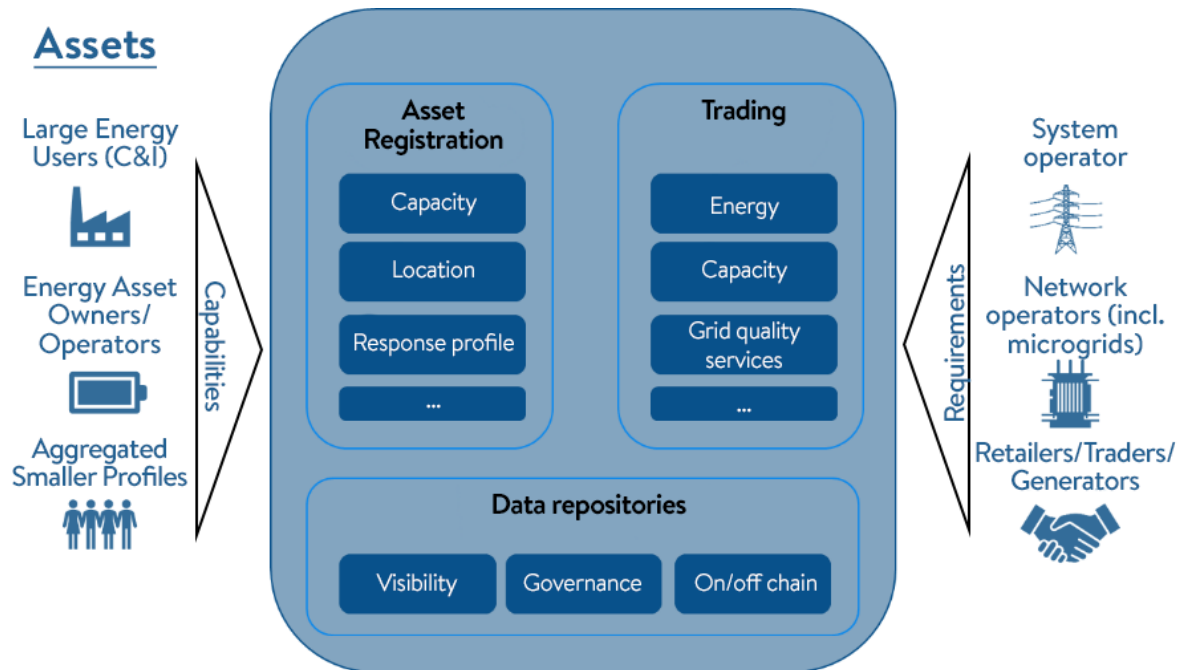 Assets
Large Energy
Users (C&I)
Energy Asset
Owners/
Operators
Aggregated
Smaller Profiles
Capabilities
Asset
Registration
Capacity
Location
Response profile
...
Trading
Energy
Capacity
Grid quality
services
...
Data repositories
Visibility
Governance
On/off chain
Requirements
System
operator
Network
operators (incl.
microgrids)
Retailers/Traders/
Generators